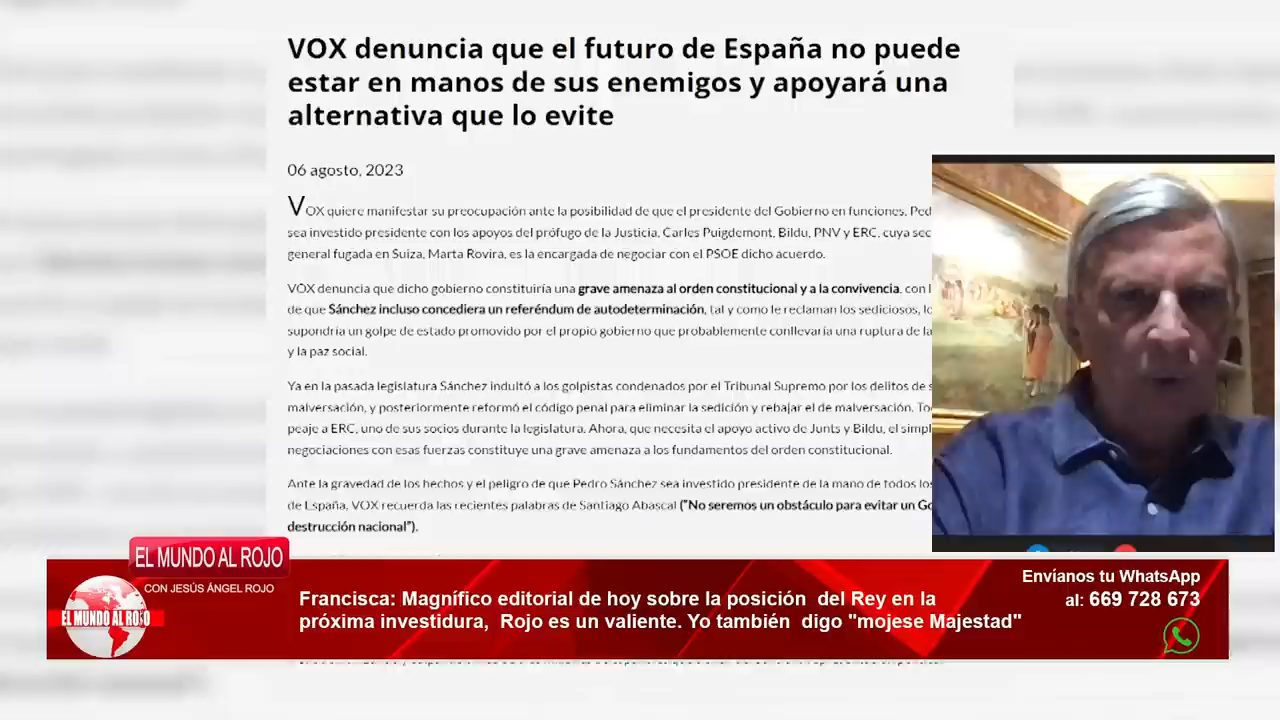 VOX denuncia que el futuro de España no puede
estar en manos de sus enemigos y apoyará una
alternativa que lo evite
06 agosto, 2023
VOX quiere manifestar su preocupación ante la posibilidad de que el presidente del Gobierno en funciones, Ped
sea investido presidente con los apoyos del prófugo de la Justicia, Carles Puigdemont, Bildu, PNV y ERC, cuya sec
general fugada en Suiza, Marta Rovira, es la encargada de negociar con el PSOE dicho acuerdo.
VOX denuncia que dicho gobierno constituiría una grave amenaza al orden constitucional y a la convivencia, con l
de que Sánchez incluso concediera un referéndum de autodeterminación, tal y como le reclaman los sediciosos, lo
supondría un golpe de estado promovido por el propio gobierno que probablemente conllevaría una ruptura de la
y la paz social.
Ya en la pasada legislatura Sánchez indultó a los golpistas condenados por el Tribunal Supremo por los delitos de s
malversación, y posteriormente reformó el código penal para eliminar la sedición y rebajar el de malversación. To
peaje a ERC, uno de sus socios durante la legislatura. Ahora, que necesita el apoyo activo de Junts y Bildu, el simpl
negociaciones con esas fuerzas constituye una grave amenaza a los fundamentos del orden constitucional.
Ante la gravedad de los hechos y el peligro de que Pedro Sánchez sea investido presidente de la mano de todos los
de España, VOX recuerda las recientes palabras de Santiago Abascal ("No seremos un obstáculo para evitar un Go
destrucción nacional").
EL MUNDO AL ROJO
CON JESÚS ÁNGEL ROJO
EL MUNDO AL ROJO
Francisca: Magnífico editorial de hoy sobre la posición del Rey en la
próxima investidura, Rojo es un valiente. Yo también digo "mojese Majestad"
Envíanos tu WhatsApp
al: 669 728 673